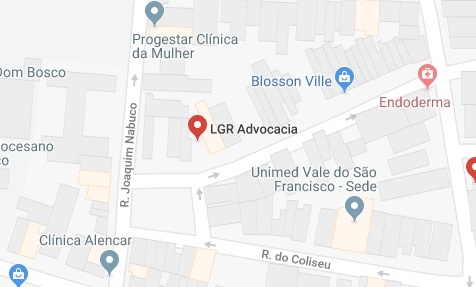 Progestar Clínica
da Mulher
Dom Bosco
Blosson Ville
Endoderma
LGR Advocacia
ocesano
co
R. Joaquim Nabuco
Unimed Vale do São
Francisco - Sede
Clínica Alencar
R. do Coliseu